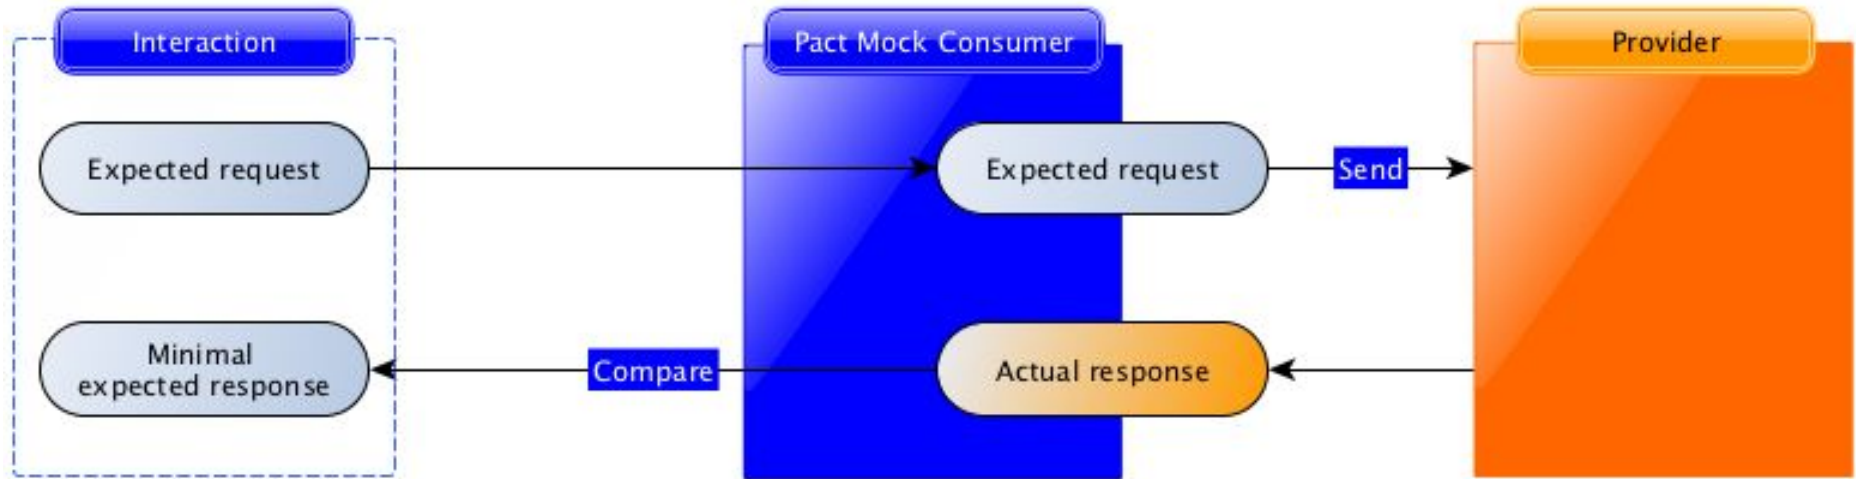 Interaction
Pact Mock Consumer
Provider
Expected request
Expected request
Send
Minimal
expected response
Compare
Actual response